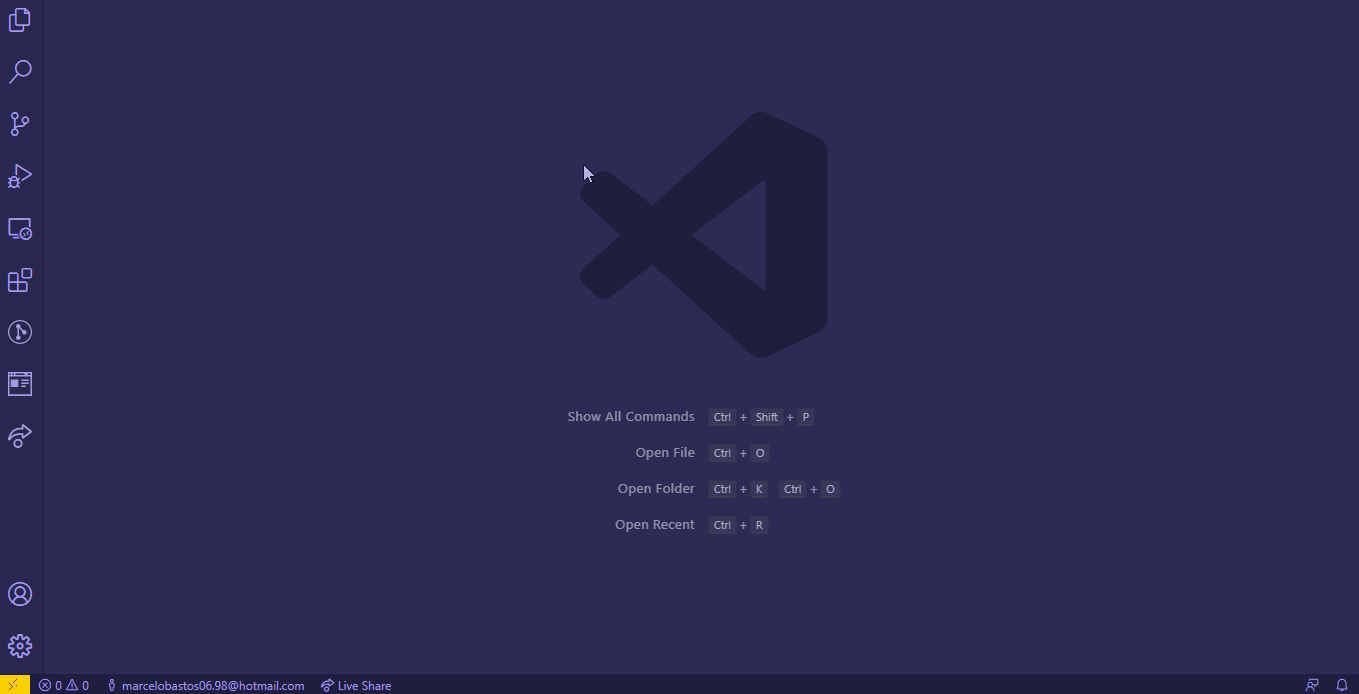 Show All Commands Ctrl + Shift + P
Open File Ctrl + O
Open Folder Ctrl + K Ctrl + O
Open Recent Ctrl + R
0 0 marcelobastos06.98@hotmail.com Live Share